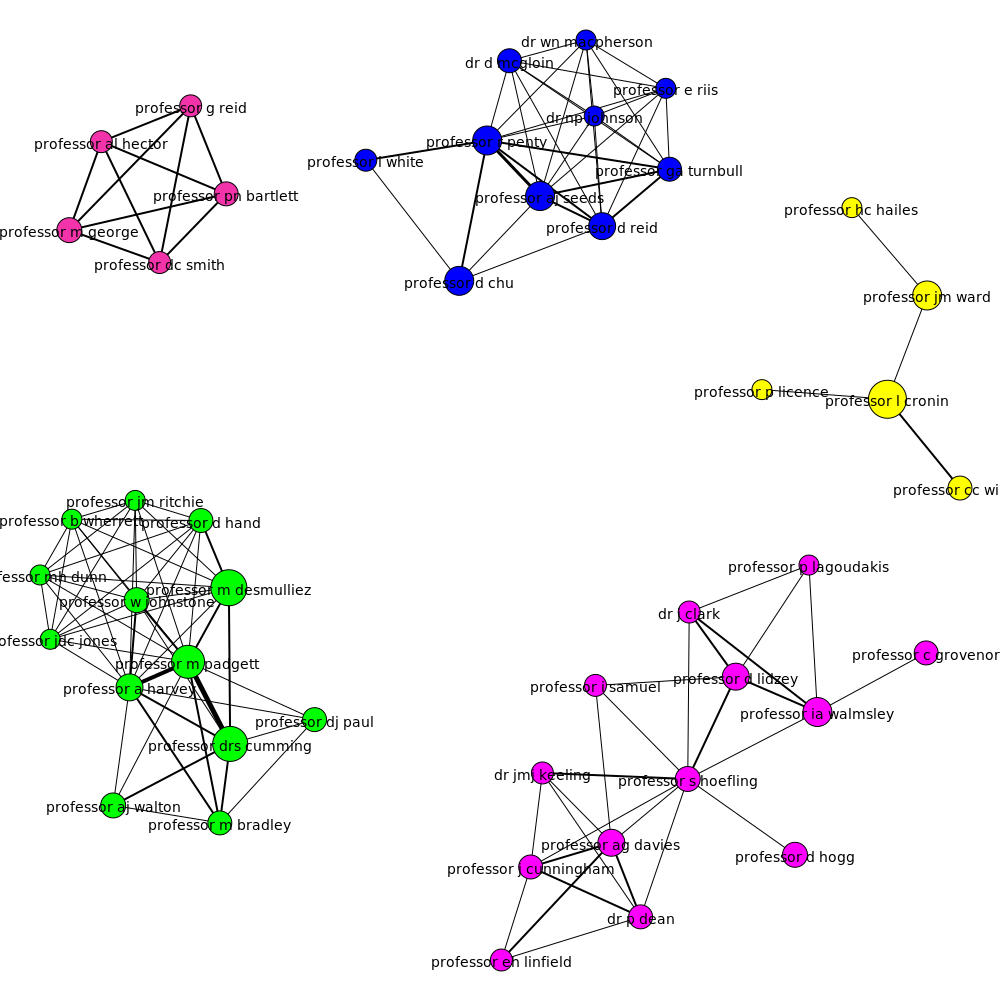 dr wn macpherson
dr d mcgloin
professor e riis
professor g reid
dr np johnson
professor al hector
professor penty
professor l white
professor ga turnbull
professor pn bartlett
professor aj seeds
professor hc hailes
professor d reid
professor m george
professor dc smith
professor d chu
professor jm ward
professor p licence
professor l cronin
professor cc wi
professor jm ritchie
professor b wherrett
professor d hand
professor p lagoudakis
fessor mh dunn
professor m desmulliez
professor w johnstone
dr j clark
ofessor jdc jones
professor c grovenor
professor m padgett
professor d lidzey
professor a harvey
professor i samuel
professor ia walmsley
professor dj paul
professor drs cumming
dr jmj keeling
professor s hoefling
professor aj walton
professor m bradley
professor ag davies
professor d hogg
professor j cunningham
dr p dean
professor eh linfield